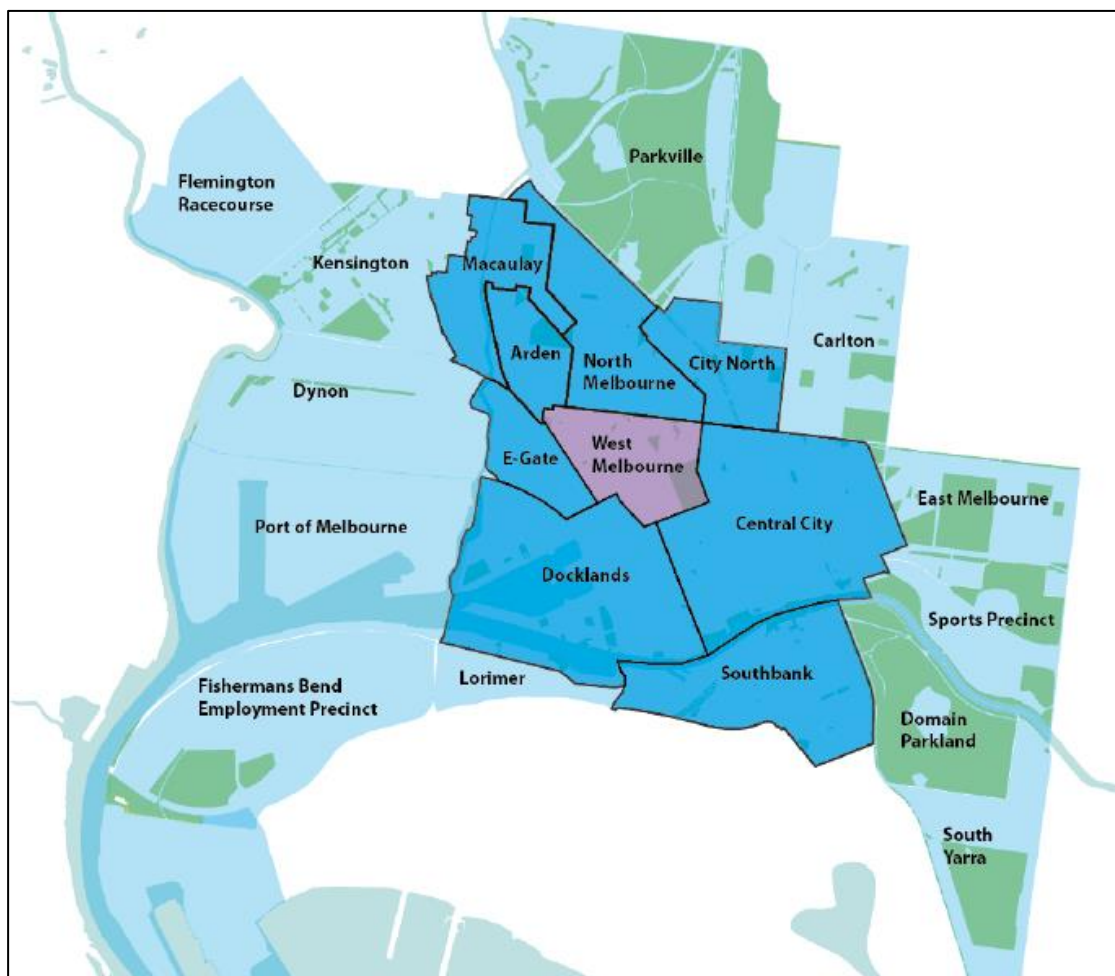 Parkville
Flemington
Racecourse
Kensington
Macaulay
Carlton
Arden
North
Melbourne
City North
Dynon
West
Melbourne
E-Gate
East Melbourne
Central City
Port of Melbourne
Docklands
Sports Precinct
Lorimer
Southbank
Fishermans Bend
Employment Precinct
Domain
Parkland
South
Yarra